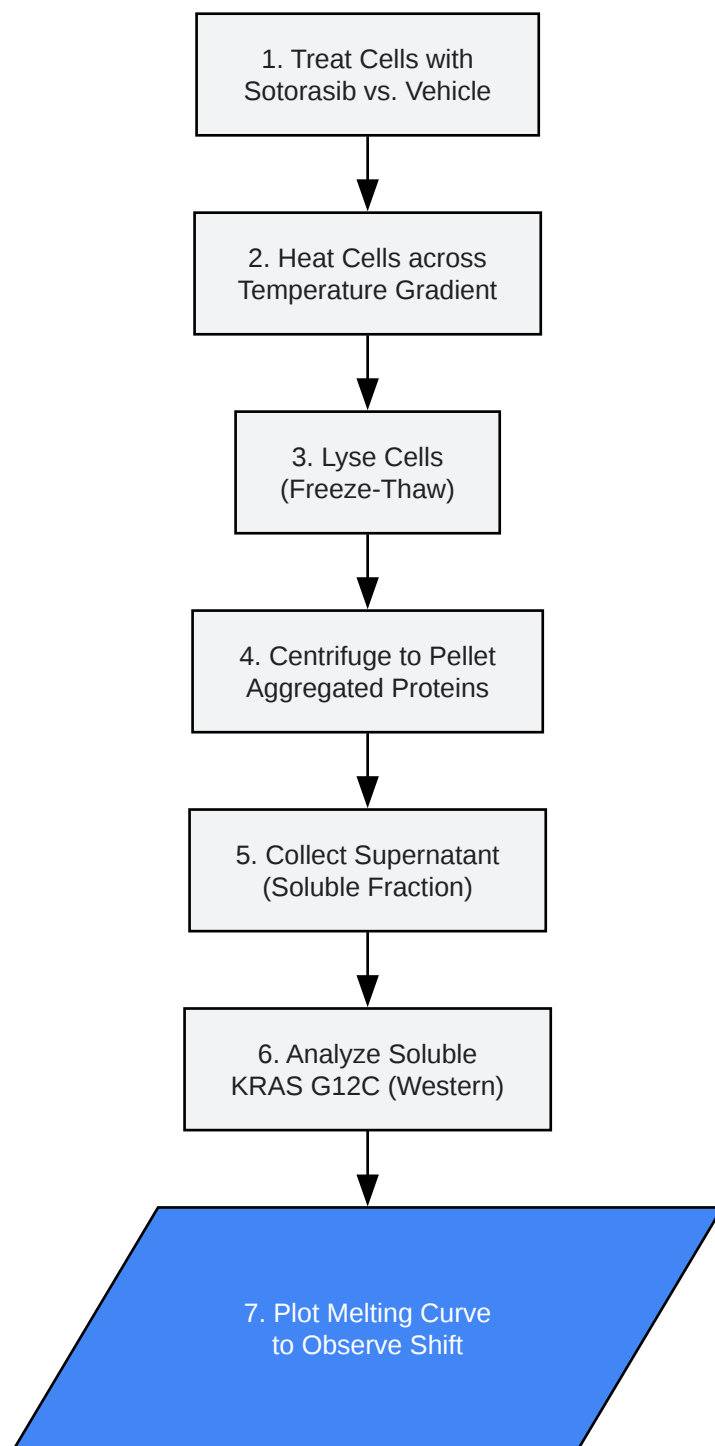 1. Treat Cells with
Sotorasib vs. Vehicle
2. Heat Cells across
Temperature Gradient
3. Lyse Cells
(Freeze-Thaw)
4. Centrifuge to Pellet
Aggregated Proteins
5. Collect Supernatant
(Soluble Fraction)
6. Analyze Soluble
KRAS G12C (Western)
7. Plot Melting Curve
to Observe Shift